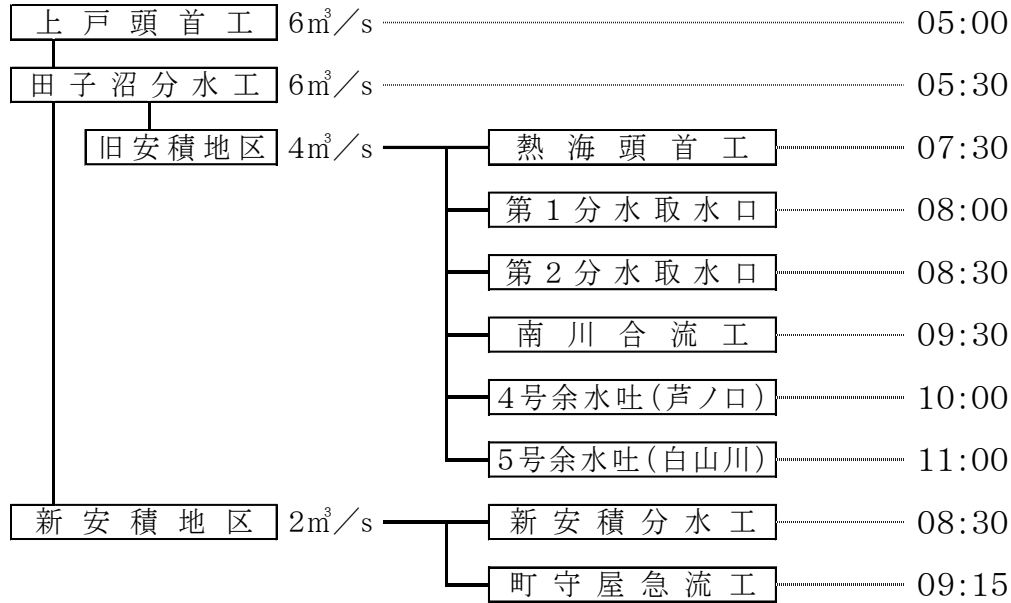 上戸頭首工 6㎥／s 05:00
田子沼分水工 6㎥／s 05:30
旧安積地区 4㎥／s 熱海頭首工 07:30
第1分水取水口 08:00
第2分水取水口 08:30
南川合流工 09:30
4号余水吐(芦ノ口) 10:00
5号余水吐(白山川) 11:00
新安積地区 2㎥／s 新安積分水工 08:30
町守屋急流工 09:15